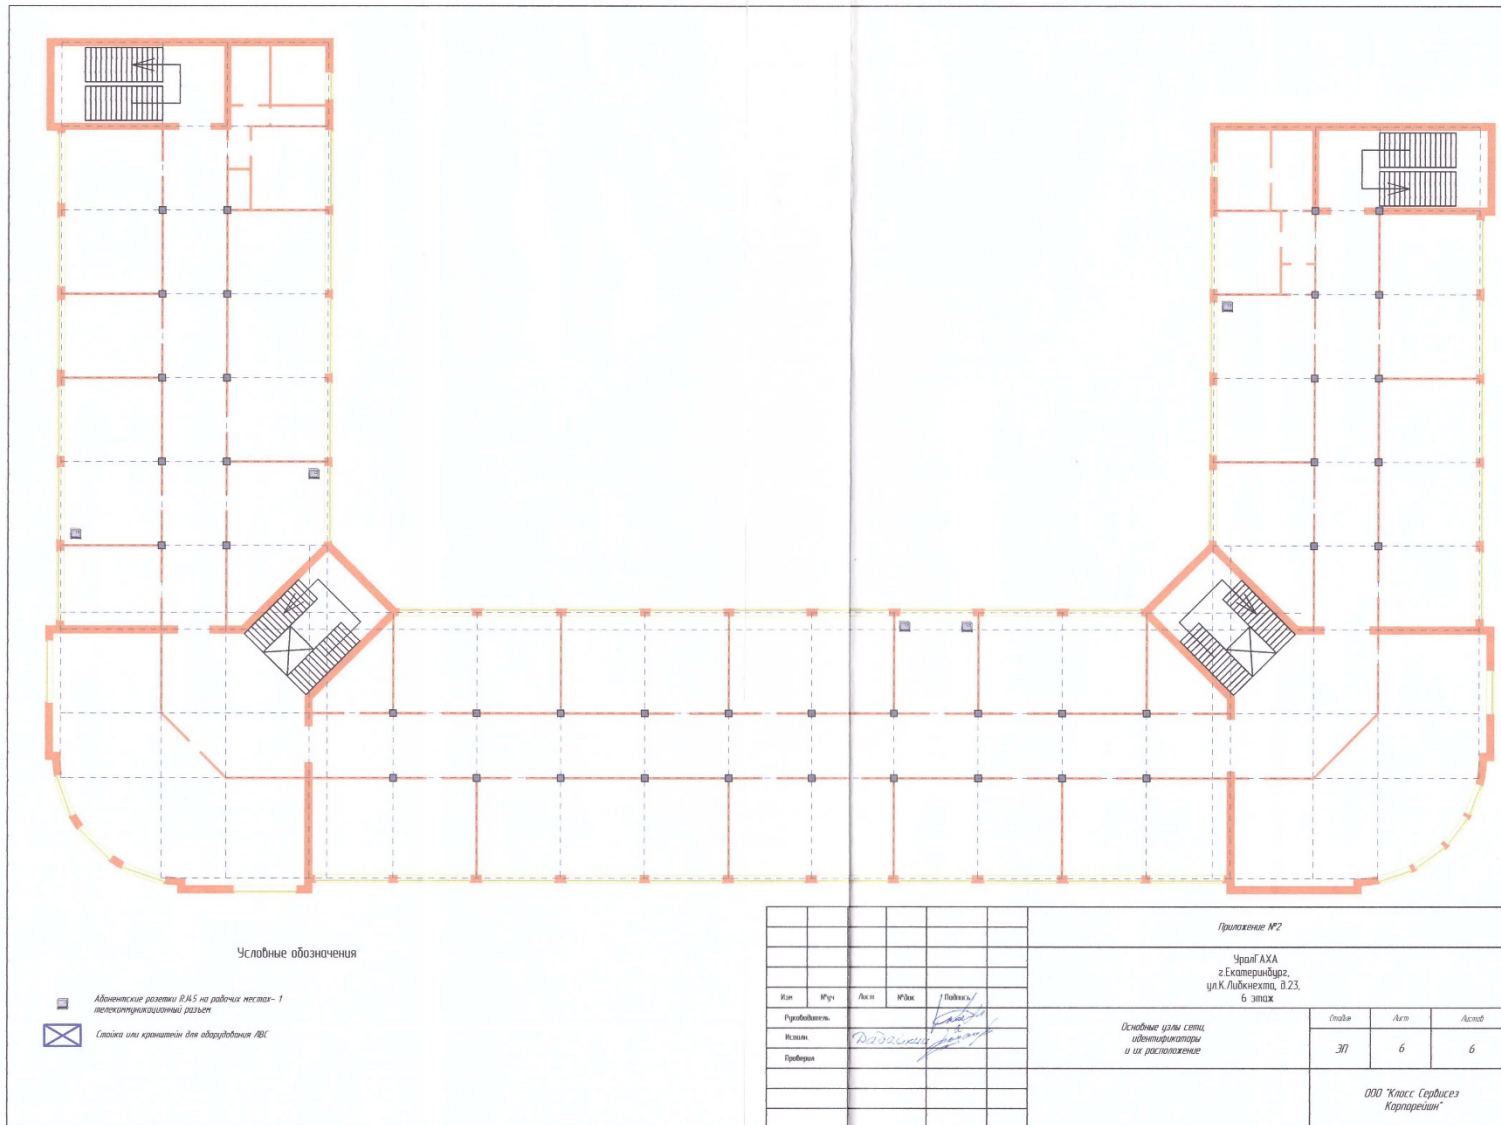 Условные обозначения
Абонентские розетки RJ45 на рабочих местах- 1
телекоммуникационный разъем
Стойка или кронштейн для оборудования ЛВС
Приложение №2
УралГАХА
г.Екатеринбург,
ул.К.Либкнехта, д.23,
6 этаж
Изм №уч Лист №док Подпись
Руководитель
Исполн.
Проверил
Основные узлы сети,
идентификаторы
и их расположение
Стадия Лист Листов
ЭП 6 6
ООО "Класс Сервисез
Корпорейшн"